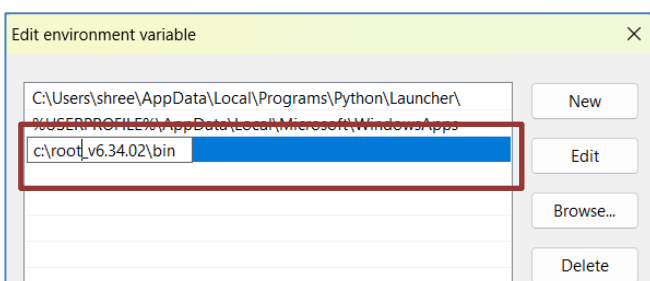 Edit environment variable
C:\Users\shree\AppData\Local\Programs\Python\Launcher\
New
%USERPROFILE%\AppData\Local\Microsoft\WindowsApps
c:\root_v6.34.02\bin
Edit
Browse...
Delete